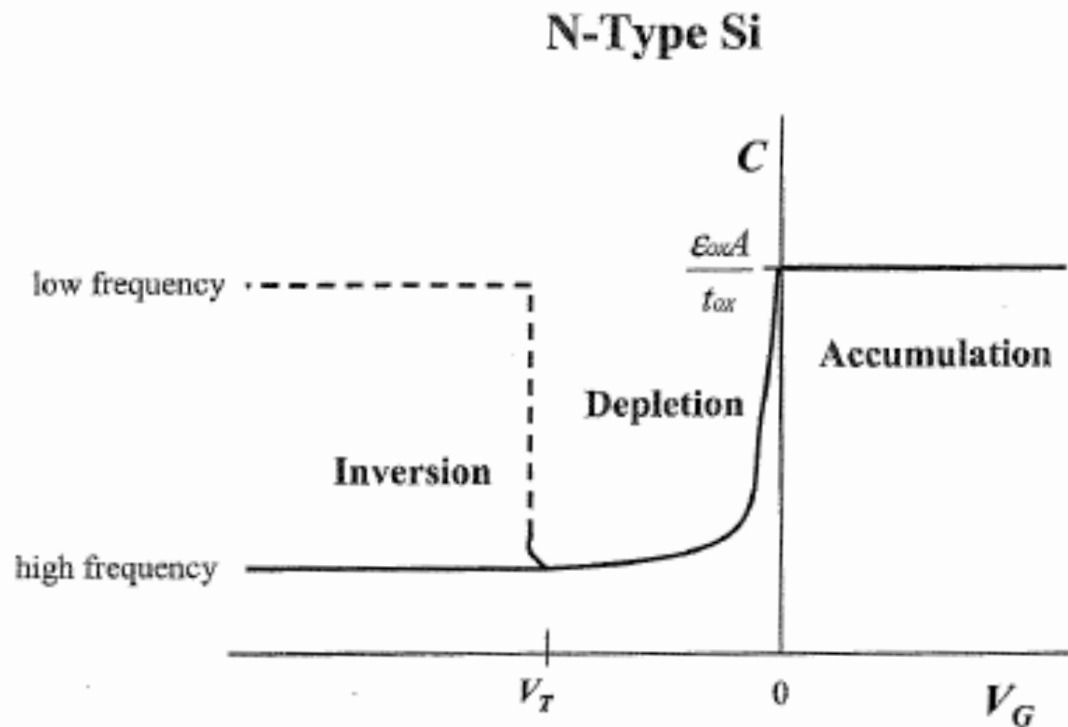 N-Type Si
C
εoxA
tox
low frequency
Accumulation
Depletion
Inversion
high frequency
VT
0
VG